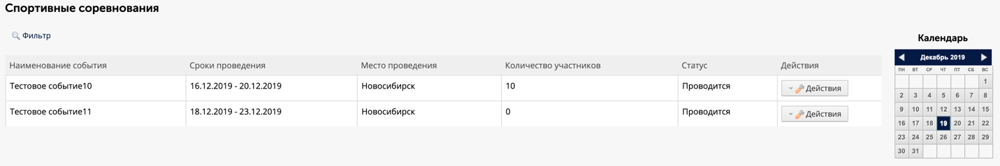 Спортивные соревнования
Фильтр
Наименование события Сроки проведения Место проведения Количество участников Статус Действия
Тестовое событие10 16.12.2019 - 20.12.2019 Новосибирск 10 Проводится Действия
Тестовое событие11 18.12.2019 - 23.12.2019 Новосибирск 0 Проводится Действия
Календарь
Декабрь 2019
ПН ВТ СР ЧТ ПТ СБ ВС
1
2 3 4 5 6 7 8
9 10 11 12 13 14 15
16 17 18 19 20 21 22
23 24 25 26 27 28 29
30 31